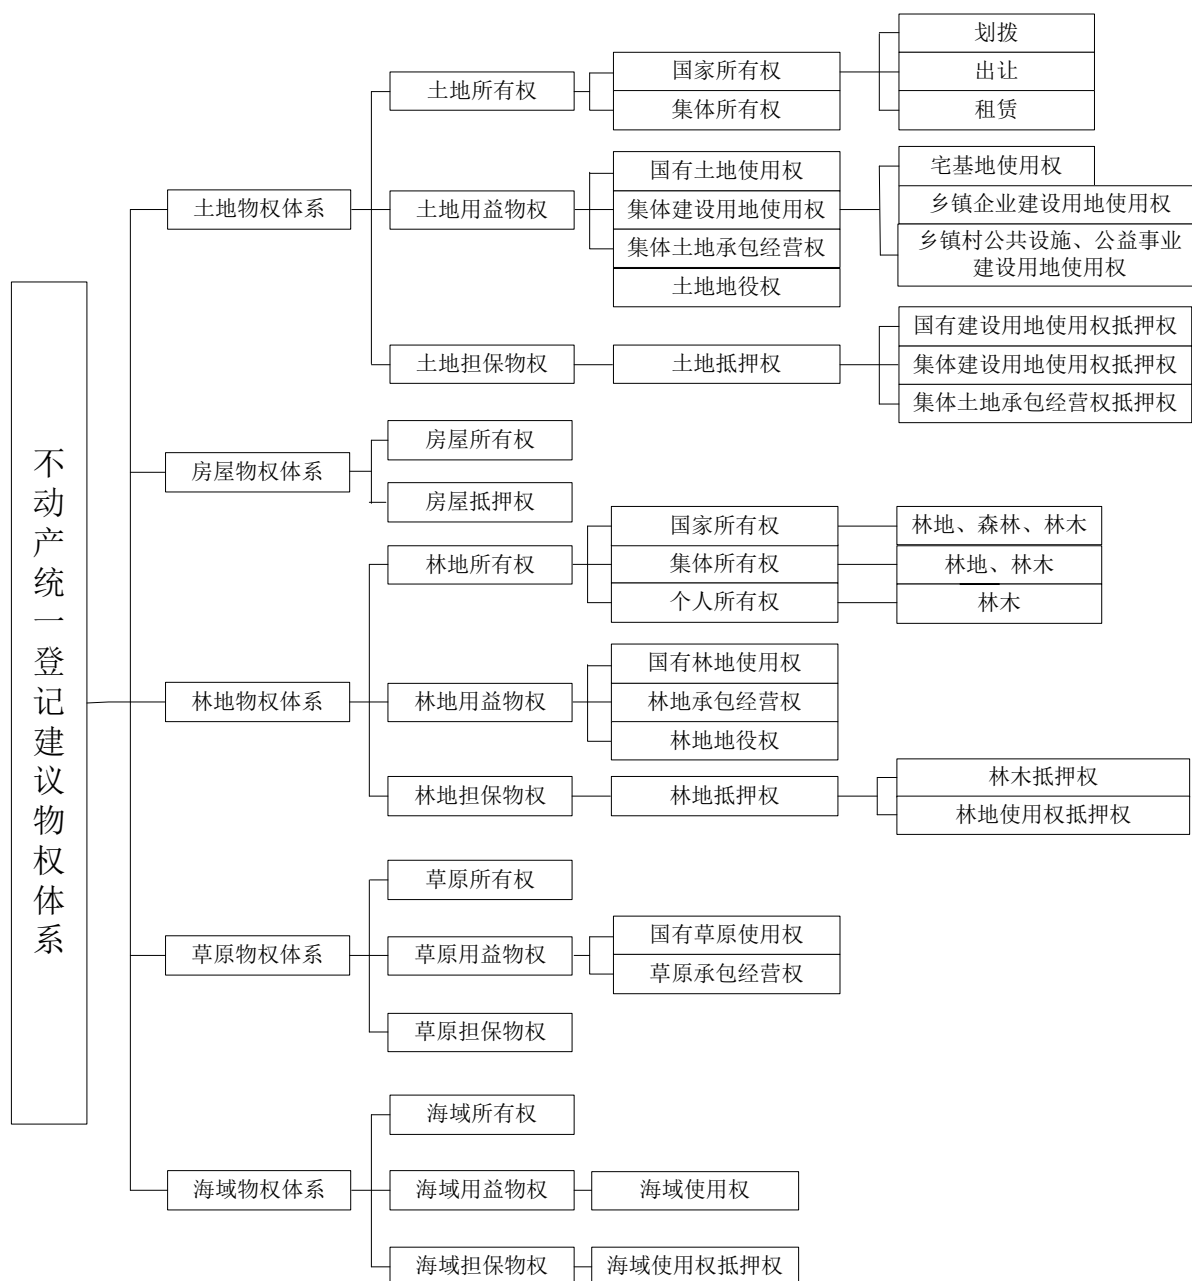 不动产统一登记建议物权体系
土地物权体系
土地所有权
国家所有权
划拨
出让
租赁
集体所有权
土地用益物权
国有土地使用权
集体建设用地使用权
宅基地使用权
乡镇企业建设用地使用权
乡镇村公共设施、公益事业
建设用地使用权
集体土地承包经营权
土地地役权
土地担保物权
土地抵押权
国有建设用地使用权抵押权
集体建设用地使用权抵押权
集体土地承包经营权抵押权
房屋物权体系
房屋所有权
房屋抵押权
林地物权体系
林地所有权
国家所有权
林地、森林、林木
集体所有权
林地、林木
个人所有权
林木
林地用益物权
国有林地使用权
林地承包经营权
林地地役权
林地担保物权
林地抵押权
林木抵押权
林地使用权抵押权
草原物权体系
草原所有权
草原用益物权
国有草原使用权
草原承包经营权
草原担保物权
海域物权体系
海域所有权
海域用益物权
海域使用权
海域担保物权
海域使用权抵押权